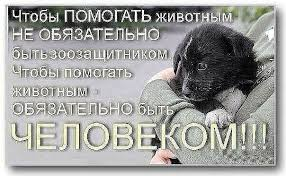 Чтобы ПОМОГАТЬ животным
НЕ ОБЯЗАТЕЛЬНО
быть зоозащитником
Чтобы помогать
животным -
ОБЯЗАТЕЛЬНО быть
ЧЕЛОВЕКОМ!!!